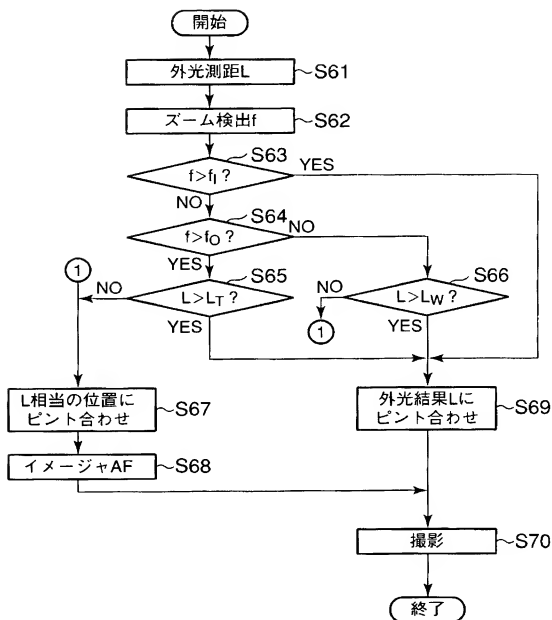 開始
外光測距L
S61
ズーム検出f
S62
S63
f>fI?
YES
NO
S64
f>fO?
NO
YES
1
S65
NO
L>LT?
YES
S66
NO
L>LW?
1
YES
L相当の位置に
ピント合わせ
S67
外光結果Lに
ピント合わせ
S69
イメージャAF
S68
撮影
S70
終了